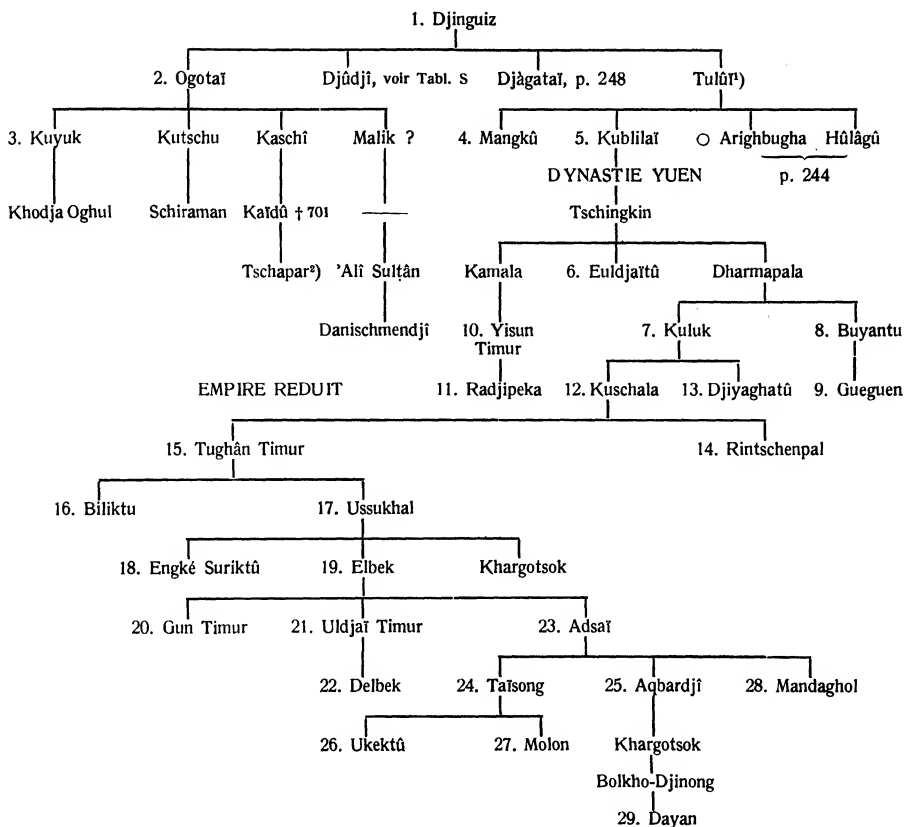 1. Djinguiz
2. Ogotaï Djûdjî, voir Tabl. S Djàgataï, p. 248 Tulûï¹)
3. Kuyuk Kutschu Kaschî Malik ? 4. Mangkû 5. Kublilaï ○ Arighbugha Hûlâgû
DYNASTIE YUEN p. 244
Khodja Oghul Schiraman Kaïdû † 701 Tschingkin
Tschapar²) 'Alî Sulṭân Kamala 6. Euldjaïtû Dharmapala
Danischmendjî 10. Yisun Timur 7. Kuluk 8. Buyantu
EMPIRE REDUIT 11. Radjipeka 12. Kuschala 13. Djiyaghatû 9. Gueguen
15. Tughân Timur 14. Rintschenpal
16. Biliktu 17. Ussukhal
18. Engké Suriktû 19. Elbek Khargotsok
20. Gun Timur 21. Uldjaï Timur 23. Adsaï
22. Delbek 24. Taïsong 25. Aqbardjî 28. Mandaghol
26. Ukektû 27. Molon Khargotsok
Bolkho-Djinong
29. Dayan